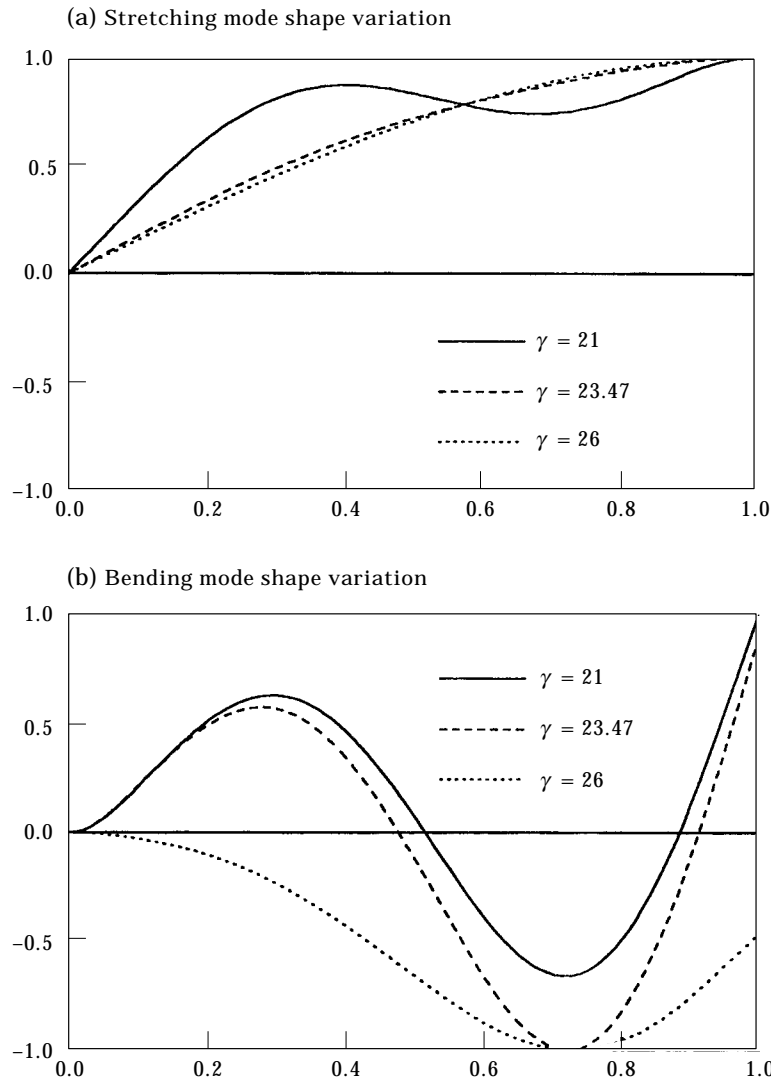 (a) Stretching mode shape variation
1.0
0.5
0.0
−0.5
−1.0
γ = 21
γ = 23.47
γ = 26
0.0 0.2 0.4 0.6 0.8 1.0
(b) Bending mode shape variation
1.0
0.5
0.0
−0.5
−1.0
γ = 21
γ = 23.47
γ = 26
0.0 0.2 0.4 0.6 0.8 1.0